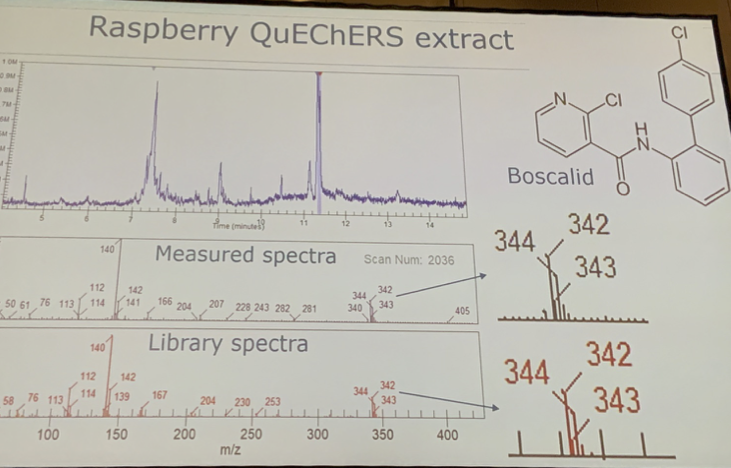 Raspberry QuEChERS extract
Cl
N
Cl
H
N
O
Boscalid
1.0M
5
6
7
8
9
10
11
12
13
14
Time (minutes)
Measured spectra
Scan Num: 2036
140
112
142
50 61 76 113 114 141 166 204 207 228 243 282 281
344 342
340 343
405
344 342
343
Library spectra
140
112
142
58 76 113 114 139 167 204 230 253
344 342
343
344 342
343
100 150 200 250 300 350 400
m/z